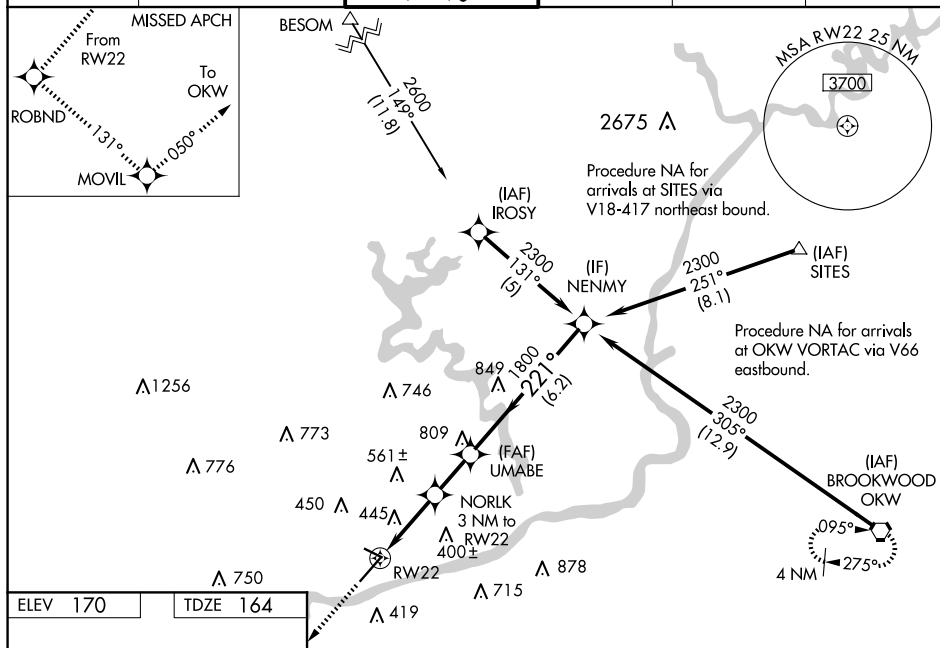 MISSED APCH
From
RW22
To
OKW
ROBND
131°
050°
MOVIL
BESOM
2600
149°
(11.8)
MSA RW22 25 NM
3700
2675
Procedure NA for
arrivals at SITES via
V18-417 northeast bound.
(IAF)
IROSY
2300
131°
(5)
(IF)
NENMY
2300
251°
(8.1)
(IAF)
SITES
Procedure NA for arrivals
at OKW VORTAC via V66
eastbound.
1256
746
849
1800
221°
(6.2)
2300
305°
(12.9)
773
809
(FAF)
UMABE
776
561±
(IAF)
BROOKWOOD
OKW
450
445
NORLK
3 NM to
RW22
095°
400±
4 NM
275°
RW22
750
878
715
419
ELEV 170
TDZE 164